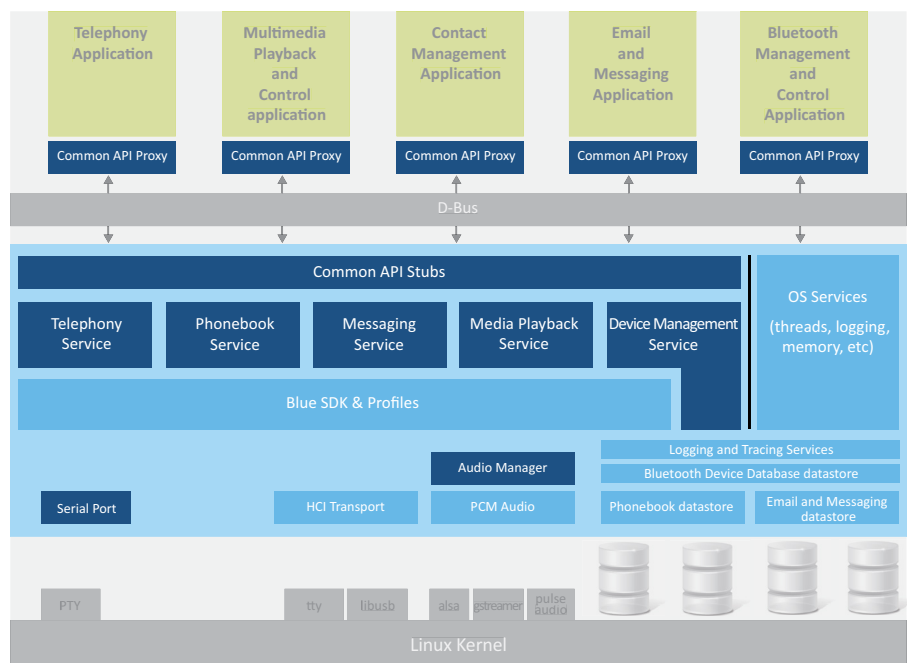 Telephony
Application
Multimedia
Playback
and
Control
application
Contact
Management
Application
Email
and
Messaging
Application
Bluetooth
Management
and
Control
Application
Common API Proxy
Common API Proxy
Common API Proxy
Common API Proxy
Common API Proxy
D-Bus
Common API Stubs
OS Services
(threads, logging,
memory, etc)
Telephony
Service
Phonebook
Service
Messaging
Service
Media Playback
Service
Device Management
Service
Blue SDK & Profiles
Logging and Tracing Services
Audio Manager
Bluetooth Device Database datastore
Serial Port
HCI Transport
PCM Audio
Phonebook datastore
Email and Messaging
datastore
PTY
tty
libusb
alsa
gstreamer
pulse
audio
Linux Kernel